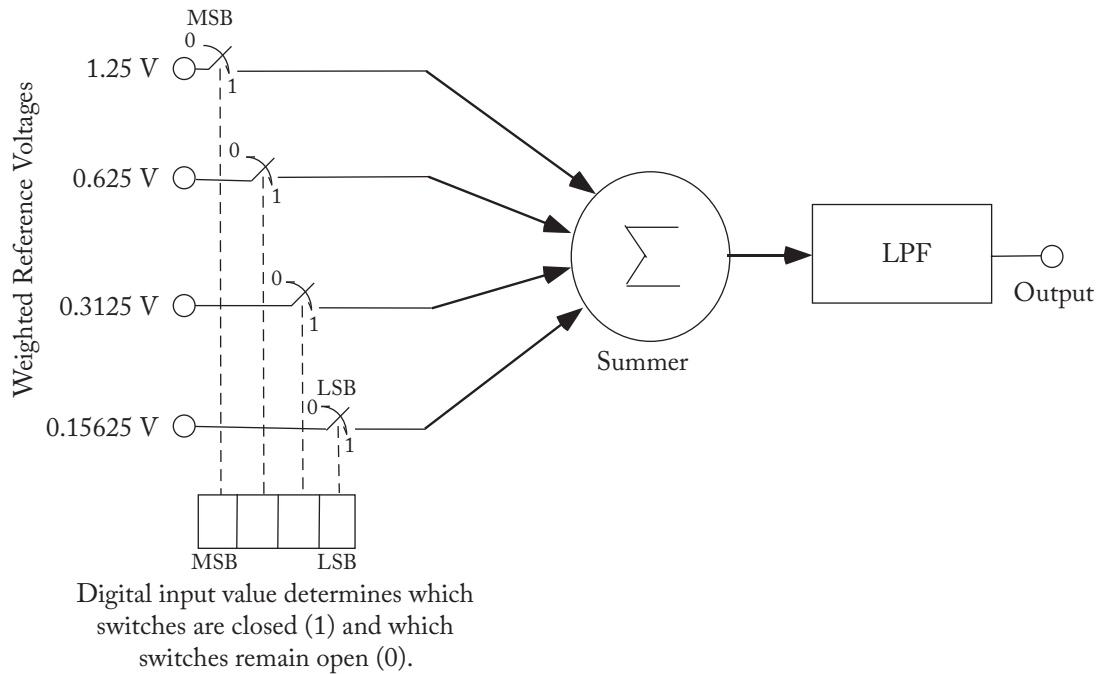 MSB
0
1.25 V
1
Weighted Reference Voltages
0
0.625 V
1
0
0.3125 V
1
LSB
0
0.15625 V
1
∑
Summer
LPF
Output
MSB
LSB
Digital input value determines which
switches are closed (1) and which
switches remain open (0).